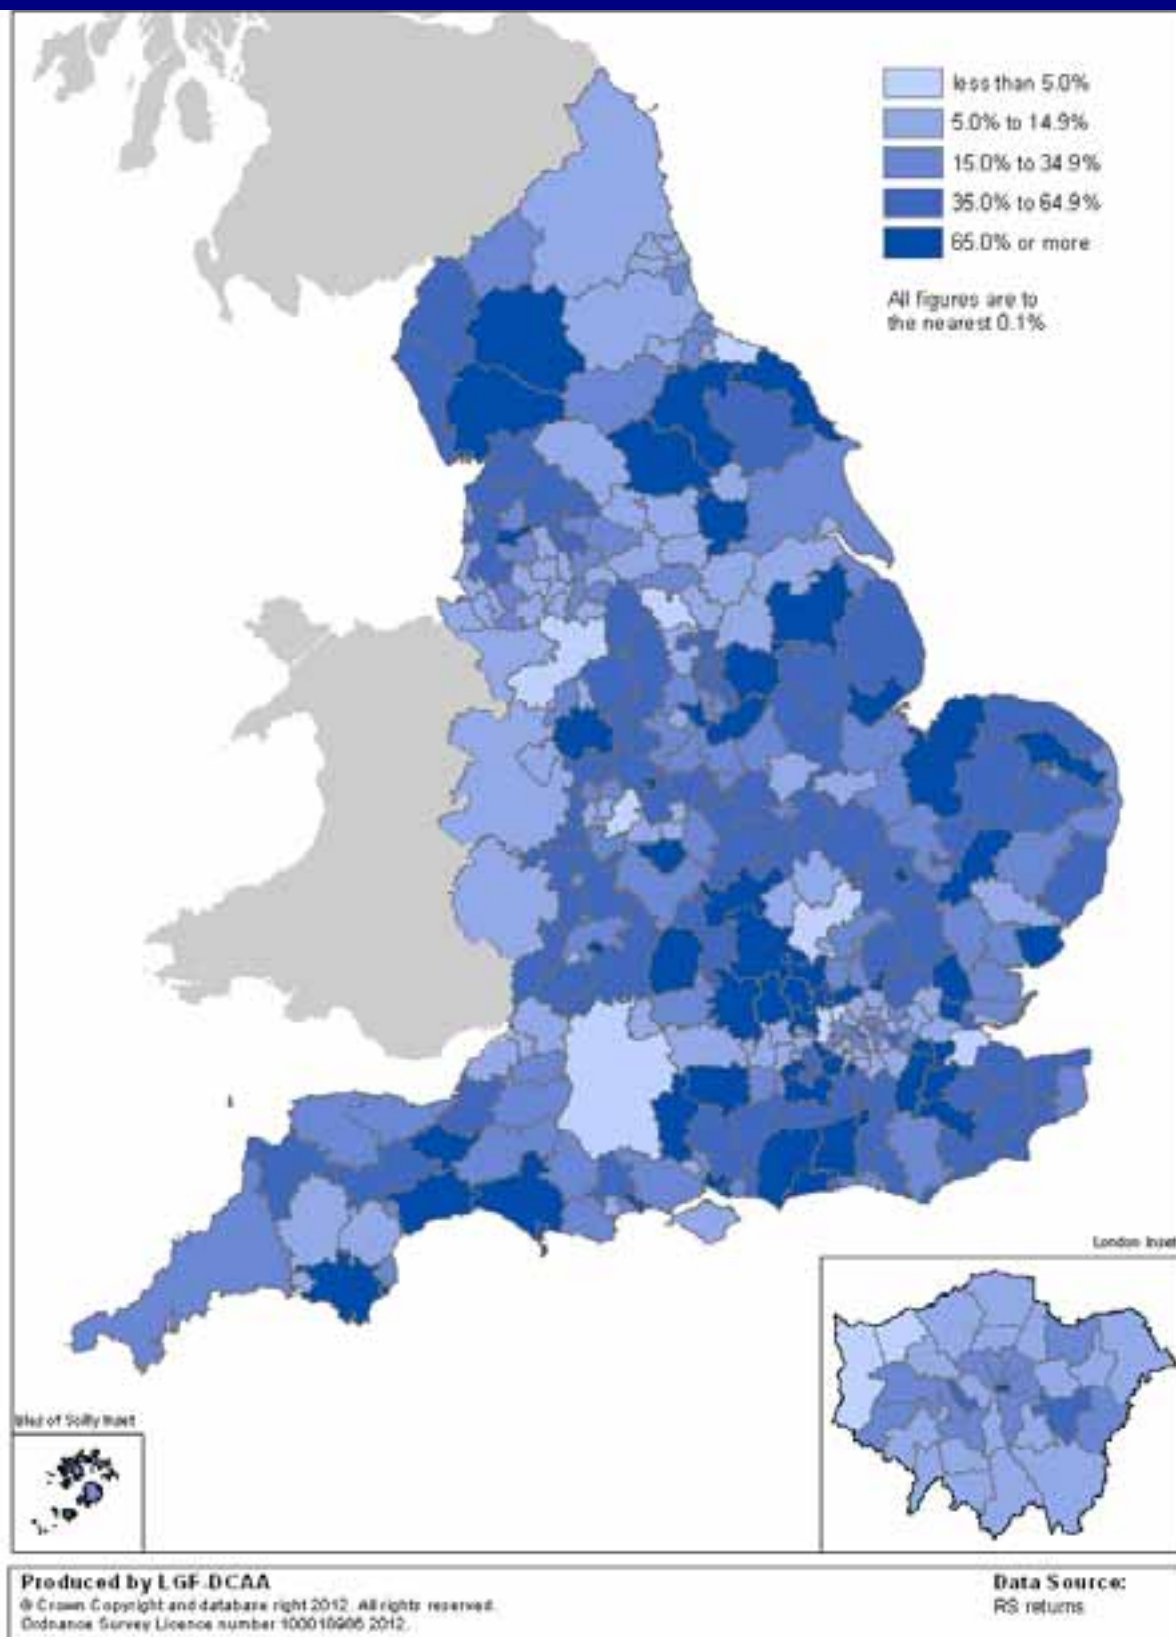 less than 5.0%
5.0% to 14.9%
15.0% to 34.9%
35.0% to 64.9%
65.0% or more
All figures are to
the nearest 0.1%
London Inset
Isles of Scilly Inset
Produced by LGF-DCAA
© Crown Copyright and database right 2012. All rights reserved.
Ordnance Survey Licence number 100018986 2012.
Data Source:
RS returns